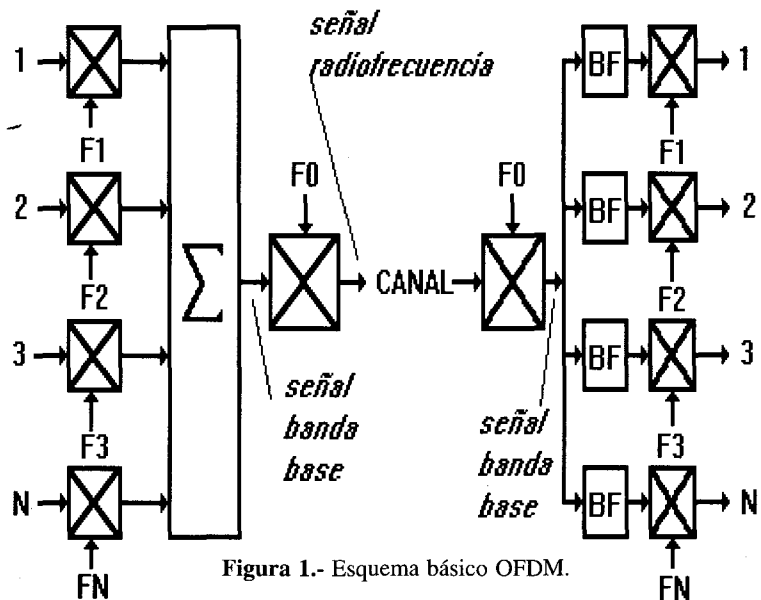 señal
radiofrecuencia
1
F1
2
F2
3
F3
N
FN
Σ
F0
CANAL
F0
señal
banda
base
señal
banda
base
BF
1
F1
BF
2
F2
BF
3
F3
BF
N
FN
Figura 1.- Esquema básico OFDM.